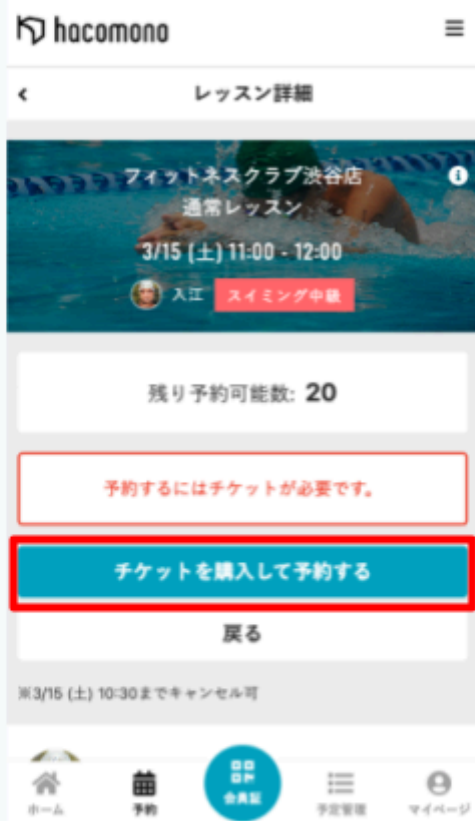 hacomono
レッスン詳細
フィットネスクラブ渋谷店
通常レッスン
3/15 (土) 11:00 - 12:00
入江 スイミング中級
残り予約可能数: 20
予約するにはチケットが必要です。
チケットを購入して予約する
戻る
※3/15 (土) 10:30までキャンセル可
ホーム 予約 会員証 予定管理 マイページ